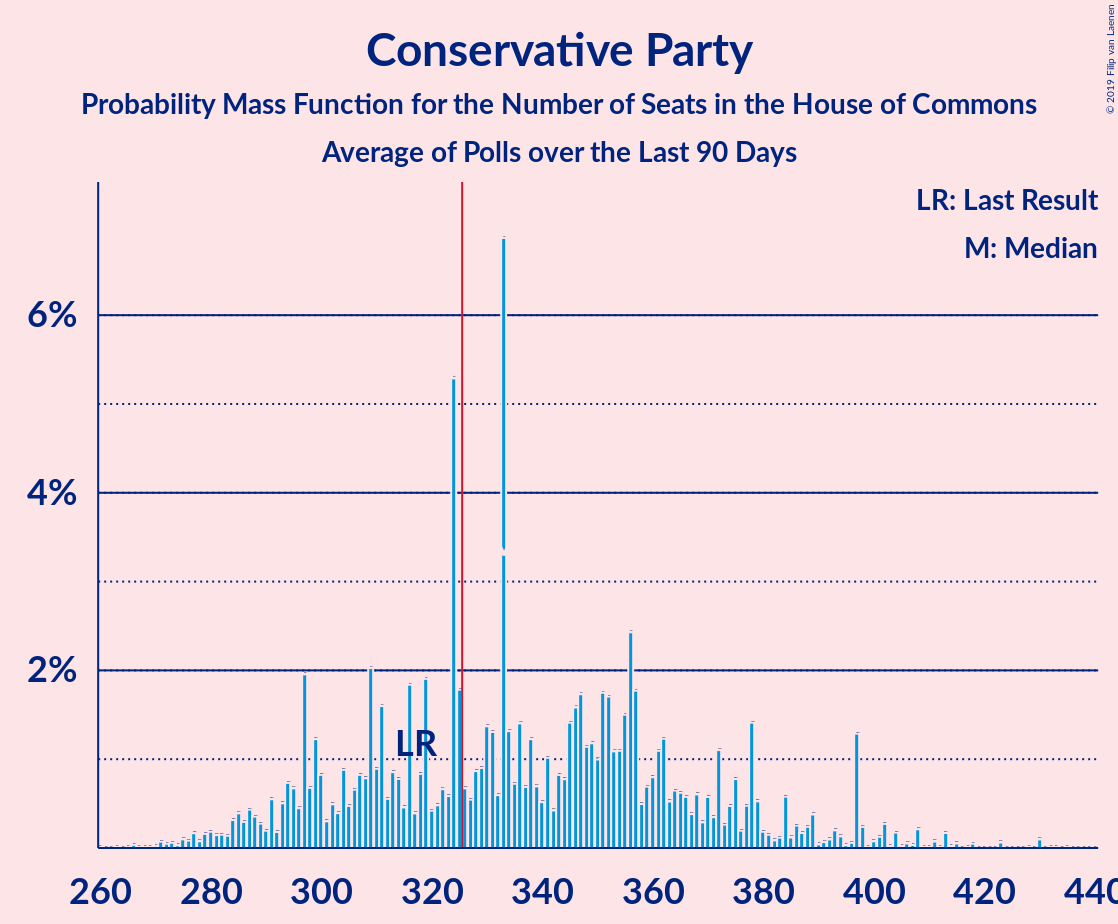 Conservative Party
Probability Mass Function for the Number of Seats in the House of Commons
Average of Polls over the Last 90 Days
© 2019 Filip van Laenen
LR: Last Result
M: Median
6%
4%
2%
LR
260 280 300 320 340 360 380 400 420 440